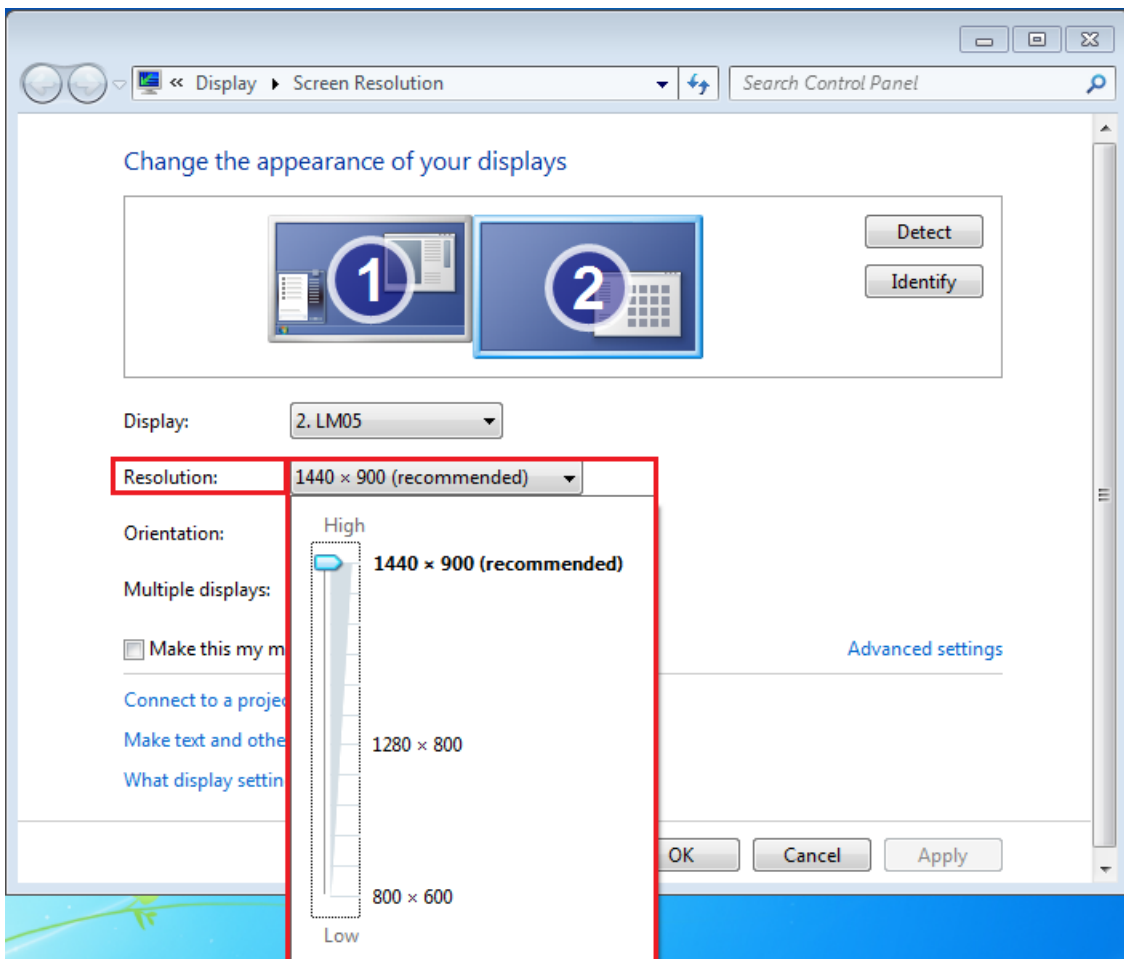 « Display ▸ Screen Resolution
Search Control Panel
Change the appearance of your displays
1
2
Detect
Identify
Display:
2. LM05
Resolution:
1440 × 900 (recommended)
High
Orientation:
1440 × 900 (recommended)
Multiple displays:
Make this my m
Advanced settings
Connect to a projec
Make text and othe
1280 × 800
What display settin
OK
Cancel
Apply
800 × 600
Low